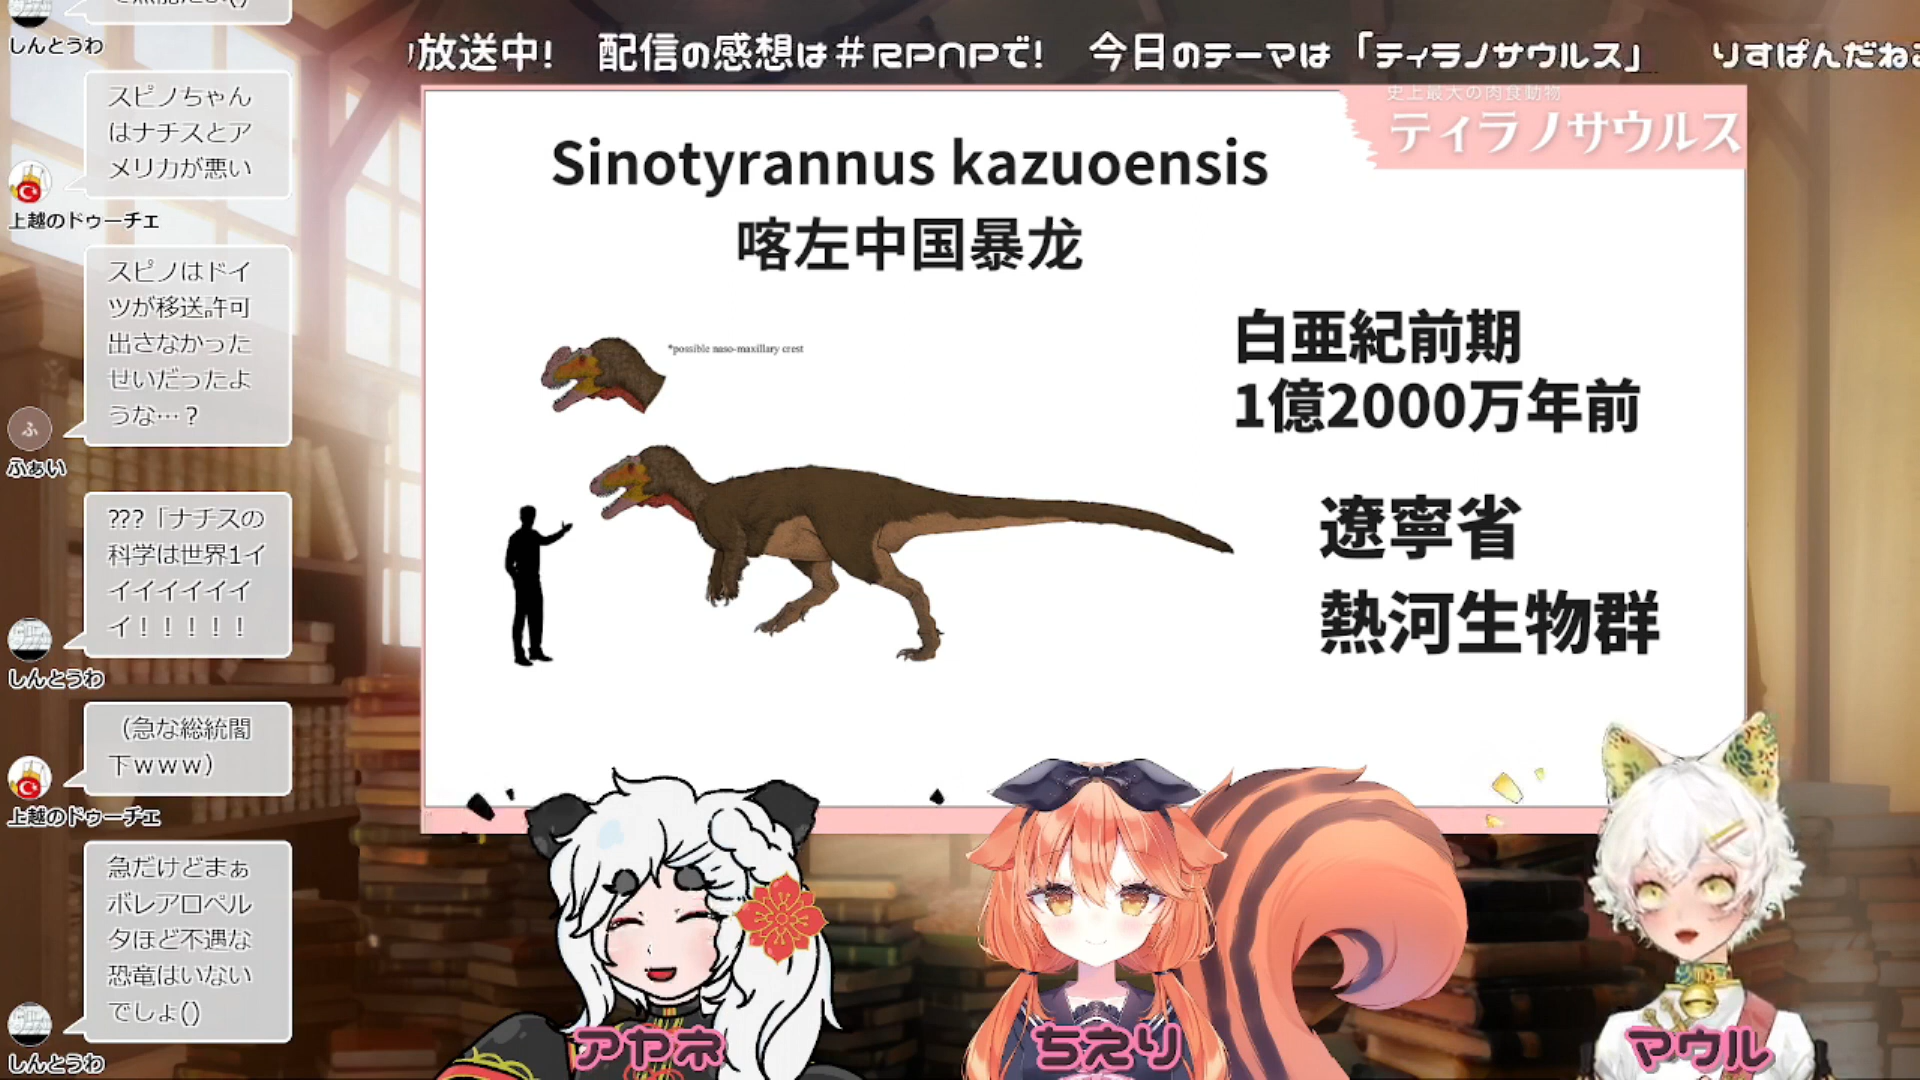 放送中!　配信の感想は#RPNPで!　今日のテーマは「ティラノサウルス」　りすぱんだねこ
しんとうわ
スピノちゃん
はナチスとア
メリカが悪い
上越のドゥーチェ
スピノはドイ
ツが移送許可
出さなかった
せいだったよ
うな…？
ふ
ふぁい
???「ナチスの
科学は世界1イ
イイイイイイ
イ！！！！！
しんとうわ
（急な総統閣
下ｗｗｗ）
上越のドゥーチェ
急だけどまぁ
ボレアロペル
タほど不遇な
恐竜はいない
でしょ()
しんとうわ
史上最大の肉食動物
ティラノサウルス
Sinotyrannus kazuoensis
喀左中国暴龙
*possible naso-maxillary crest
白亜紀前期
1億2000万年前
遼寧省
熱河生物群
アヤネ
ちえり
マウル